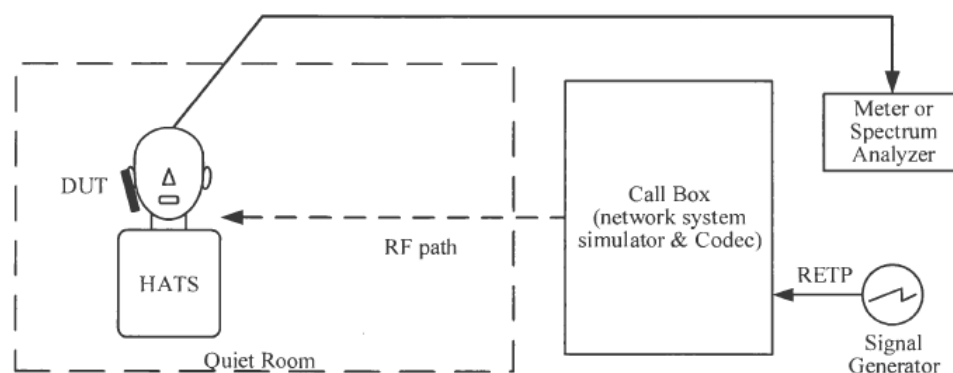 DUT
HATS
RF path
Quiet Room
Call Box
(network system
simulator & Codec)
Meter or
Spectrum
Analyzer
RETP
Signal
Generator